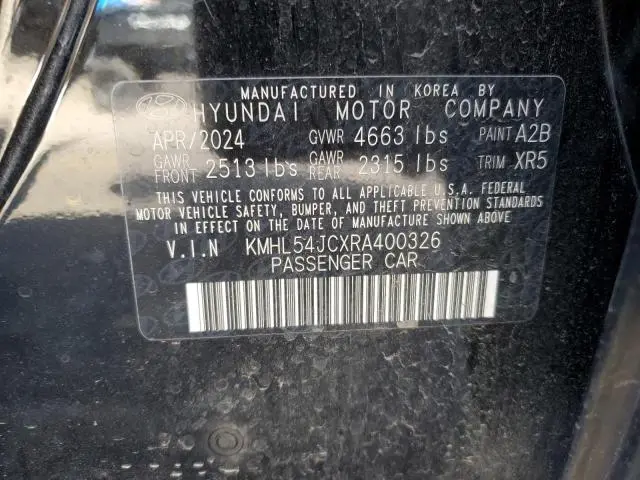 MANUFACTURED IN KOREA BY
HYUNDAI MOTOR COMPANY
APR/2024 GVWR 4663 lbs PAINT A2B
GAWR FRONT 2513 lbs GAWR REAR 2315 lbs TRIM XR5
THIS VEHICLE CONFORMS TO ALL APPLICABLE U.S.A. FEDERAL
MOTOR VEHICLE SAFETY, BUMPER, AND THEFT PREVENTION STANDARDS
IN EFFECT ON THE DATE OF MANUFACTURE SHOWN ABOVE.
V.I.N KMHL54JCXRA400326
PASSENGER CAR